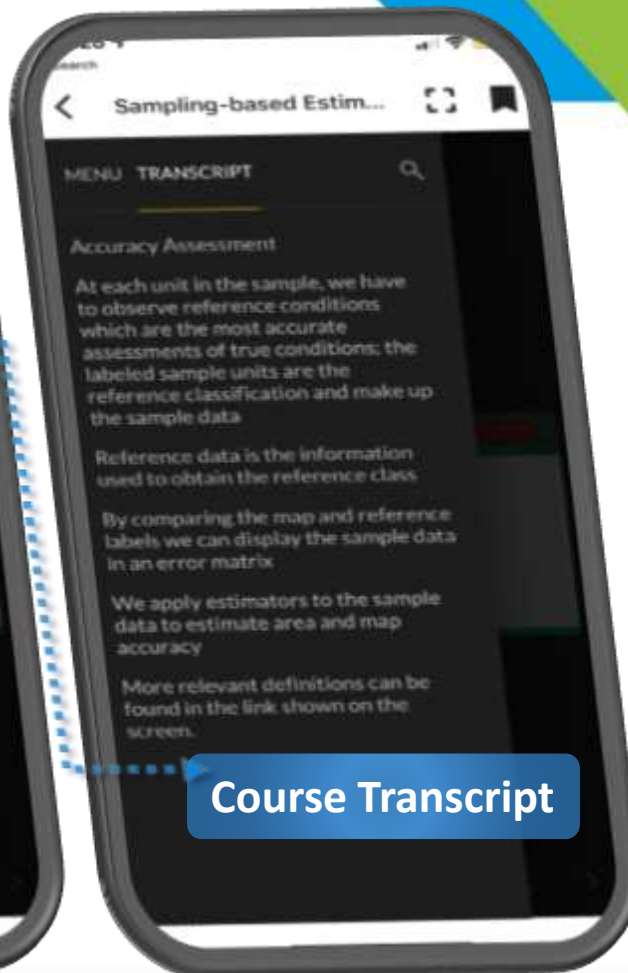 Search
Sampling-based Estim...
MENU TRANSCRIPT
Accuracy Assessment
At each unit in the sample, we have
to observe reference conditions
which are the most accurate
assessments of true conditions; the
labeled sample units are the
reference classification and make up
the sample data
Reference data is the information
used to obtain the reference class
By comparing the map and reference
labels we can display the sample data
in an error matrix
We apply estimators to the sample
data to estimate area and map
accuracy
More relevant definitions can be
found in the link shown on the
screen.
Course Transcript